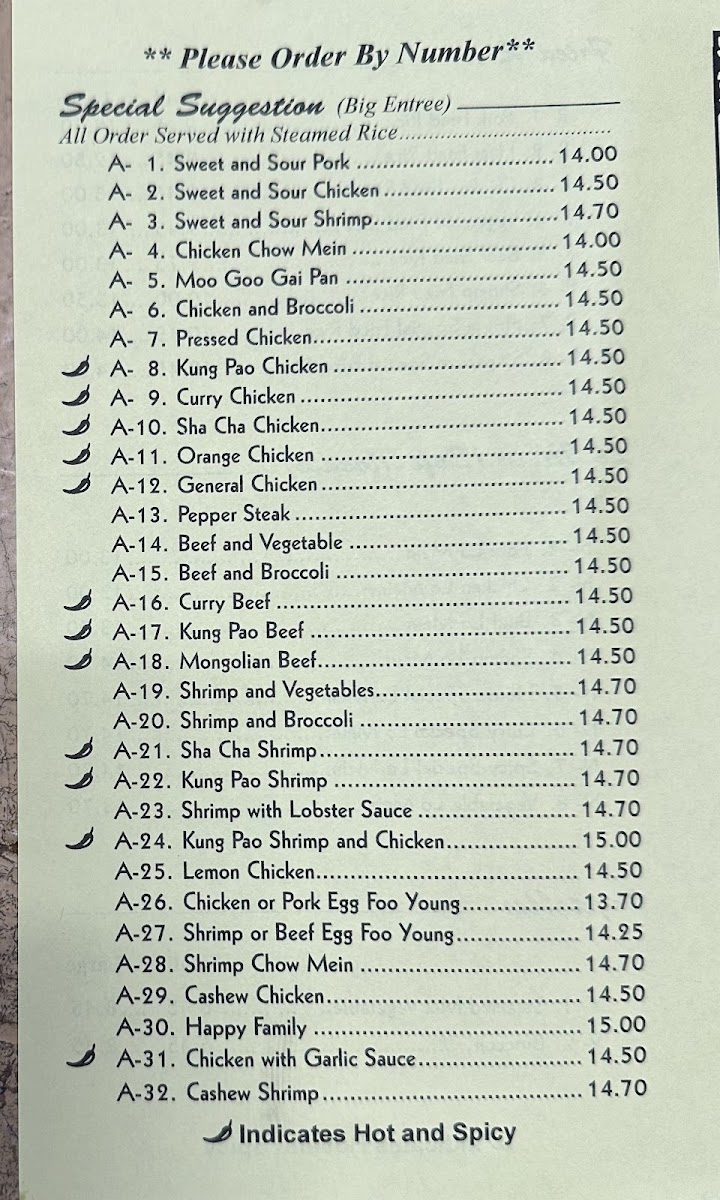 ** Please Order By Number**
Special Suggestion (Big Entree)
All Order Served with Steamed Rice..................................
A- 1. Sweet and Sour Pork ............................ 14.00
A- 2. Sweet and Sour Chicken ........................ 14.50
A- 3. Sweet and Sour Shrimp.......................... 14.70
A- 4. Chicken Chow Mein ............................. 14.00
A- 5. Moo Goo Gai Pan .............................. 14.50
A- 6. Chicken and Broccoli ............................ 14.50
A- 7. Pressed Chicken................................... 14.50
A- 8. Kung Pao Chicken ................................ 14.50
A- 9. Curry Chicken ..................................... 14.50
A-10. Sha Cha Chicken.................................. 14.50
A-11. Orange Chicken .................................. 14.50
A-12. General Chicken .................................. 14.50
A-13. Pepper Steak ...................................... 14.50
A-14. Beef and Vegetable .............................. 14.50
A-15. Beef and Broccoli ................................ 14.50
A-16. Curry Beef ......................................... 14.50
A-17. Kung Pao Beef .................................... 14.50
A-18. Mongolian Beef................................... 14.50
A-19. Shrimp and Vegetables............................ 14.70
A-20. Shrimp and Broccoli .............................. 14.70
A-21. Sha Cha Shrimp.................................... 14.70
A-22. Kung Pao Shrimp .................................. 14.70
A-23. Shrimp with Lobster Sauce ...................... 14.70
A-24. Kung Pao Shrimp and Chicken................... 15.00
A-25. Lemon Chicken.................................... 14.50
A-26. Chicken or Pork Egg Foo Young................. 13.70
A-27. Shrimp or Beef Egg Foo Young.................. 14.25
A-28. Shrimp Chow Mein ............................... 14.70
A-29. Cashew Chicken................................... 14.50
A-30. Happy Family ..................................... 15.00
A-31. Chicken with Garlic Sauce....................... 14.50
A-32. Cashew Shrimp.................................... 14.70
Indicates Hot and Spicy